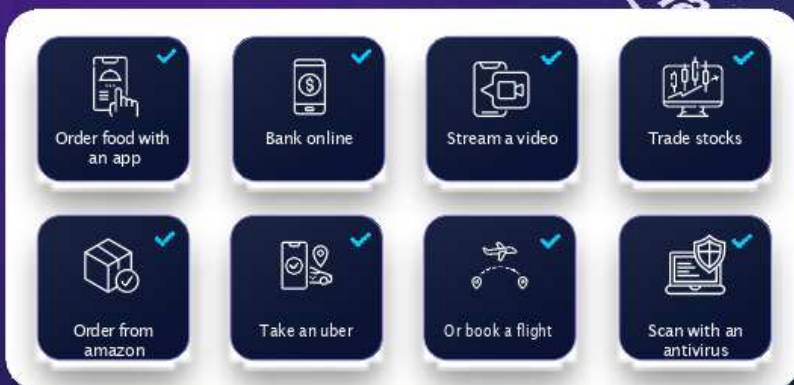 Order food with
an app
Bank online
Stream a video
Trade stocks
Order from
amazon
Take an uber
Or book a flight
Scan with an
antivirus